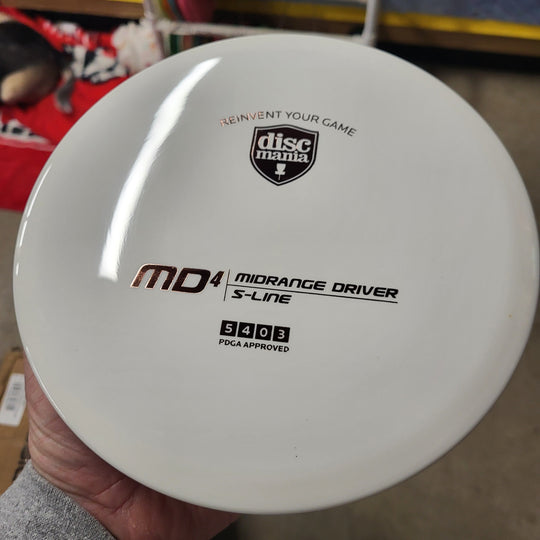 REINVENT YOUR GAME
disc
mania
MD4 MIDRANGE DRIVER
S-LINE
5 4 0 3
PDGA APPROVED